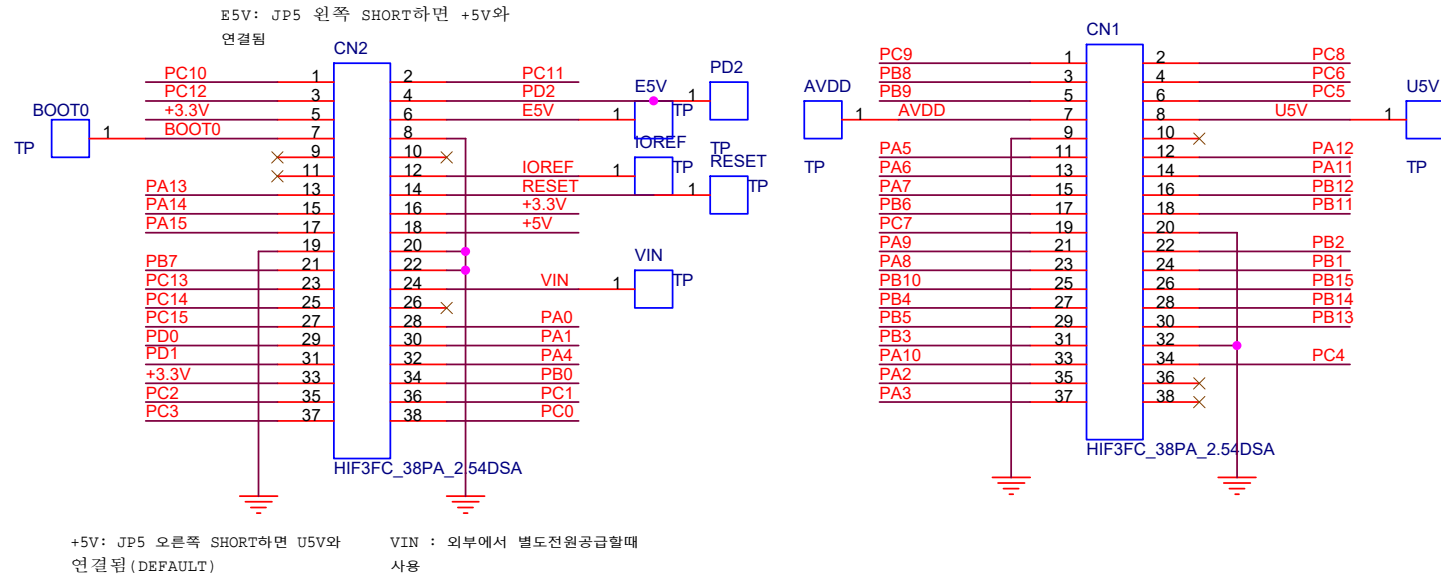 E5V: JP5 왼쪽 SHORT하면 +5V와
연결됨
CN2
PC10 1 2 PC11
PC12 3 4 PD2 1 PD2 TP
+3.3V 5 6 E5V 1 E5V TP
BOOT0 TP 1 BOOT0 7 8
9 10
11 12 IOREF 1 IOREF TP
PA13 13 14 RESET 1 RESET TP
PA14 15 16 +3.3V
PA15 17 18 +5V
19 20
PB7 21 22
PC13 23 24 VIN 1 VIN TP
PC14 25 26
PC15 27 28 PA0
PD0 29 30 PA1
PD1 31 32 PA4
+3.3V 33 34 PB0
PC2 35 36 PC1
PC3 37 38 PC0
HIF3FC_38PA_2.54DSA
CN1
PC9 1 2 PC8
PB8 3 4 PC6
PB9 5 6 PC5
AVDD TP 1 AVDD 7 8 U5V 1 U5V TP
9 10
PA5 11 12 PA12
PA6 13 14 PA11
PA7 15 16 PB12
PB6 17 18 PB11
PC7 19 20
PA9 21 22 PB2
PA8 23 24 PB1
PB10 25 26 PB15
PB4 27 28 PB14
PB5 29 30 PB13
PB3 31 32
PA10 33 34 PC4
PA2 35 36
PA3 37 38
HIF3FC_38PA_2.54DSA
+5V: JP5 오른쪽 SHORT하면 U5V와
연결됨(DEFAULT)
VIN : 외부에서 별도전원공급할때
사용